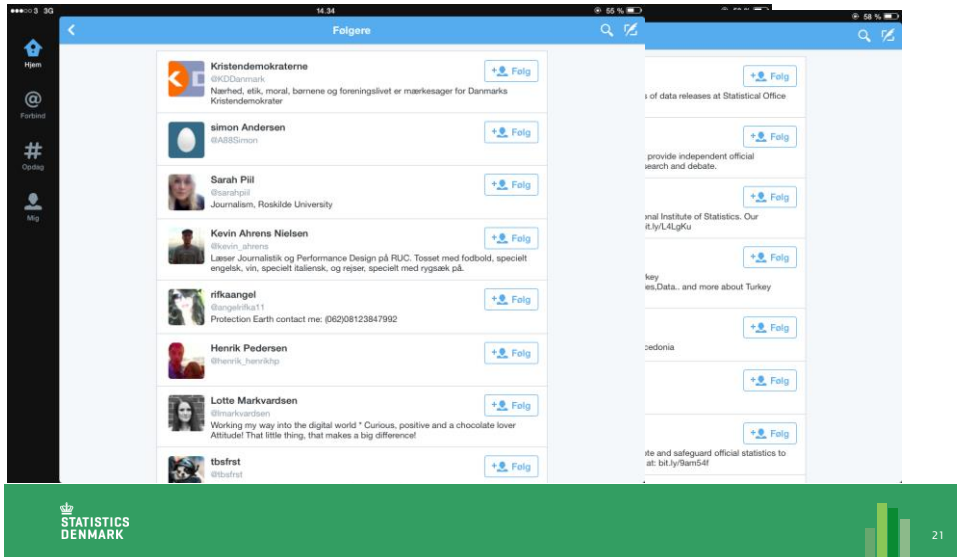 3 3G
14.34
55 %
58 %
Følgere
Hjem
Forbind
Opdag
Mig
Kristendemokraterne
@KDDanmark
Nærhed, etik, moral, børnene og foreningslivet er mærkesager for Danmarks
Kristendemokrater
+ Følg
simon Andersen
@A88Simon
+ Følg
Sarah Piil
@sarahpiil
Journalism, Roskilde University
+ Følg
Kevin Ahrens Nielsen
@kevin_ahrens
Læser Journalistik og Performance Design på RUC. Tosset med fodbold, specielt
engelsk, vin, specielt italiensk, og rejser, specielt med rygsæk på.
+ Følg
rifkaangel
@angelrifka11
Protection Earth contact me: (062)08123847992
+ Følg
Henrik Pedersen
@henrik_henrikhp
+ Følg
Lotte Markvardsen
@lmarkvardsen
Working my way into the digital world * Curious, positive and a chocolate lover
Attitude! That little thing, that makes a big difference!
+ Følg
tbsfrst
@tbsfrst
+ Følg
+ Følg
s of data releases at Statistical Office
+ Følg
provide independent official
search and debate.
+ Følg
onal Institute of Statistics. Our
it.ly/L4LgKu
+ Følg
key
es,Data.. and more about Turkey
+ Følg
cedonia
+ Følg
+ Følg
ote and safeguard official statistics to
at: bit.ly/9am54f
STATISTICS
DENMARK
21